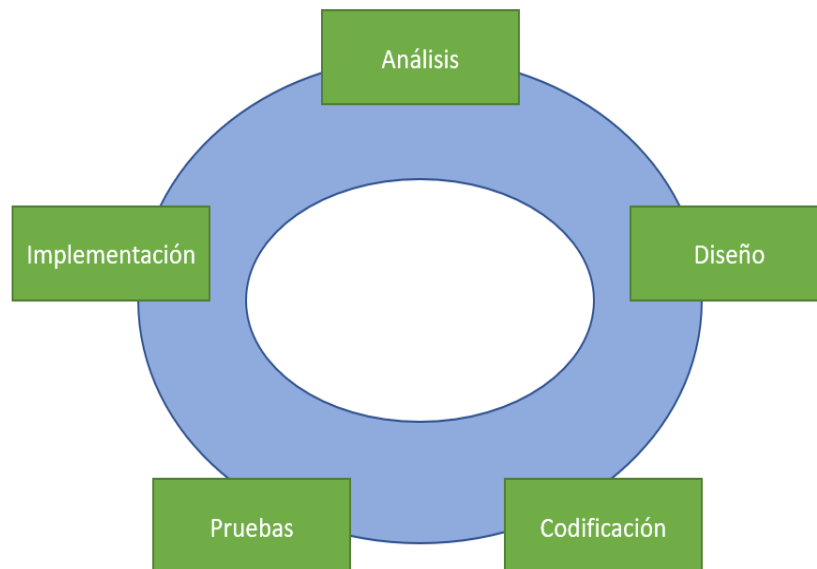 Análisis
Implementación
Diseño
Pruebas
Codificación